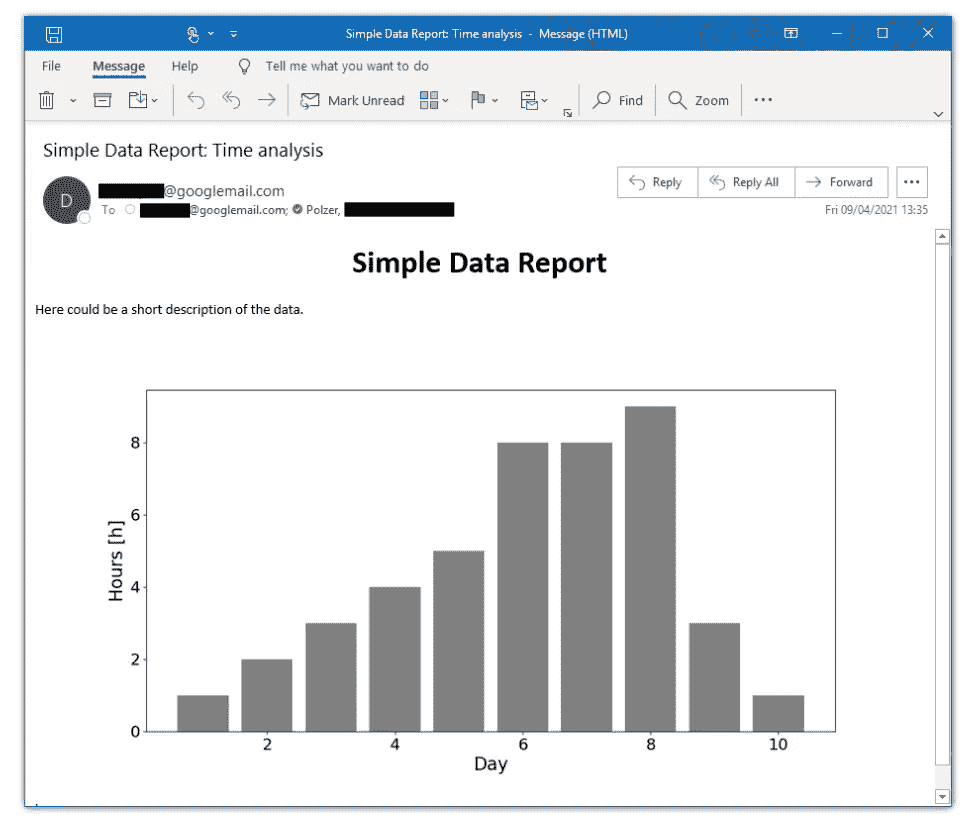 Simple Data Report: Time analysis - Message (HTML)
File Message Help Tell me what you want to do
Mark Unread Find Zoom
Simple Data Report: Time analysis
D
@googlemail.com
To @googlemail.com; Polzer,
Reply Reply All Forward
Fri 09/04/2021 13:35
Simple Data Report
Here could be a short description of the data.
8
6
4
2
0
Hours [h]
2 4 6 8 10
Day